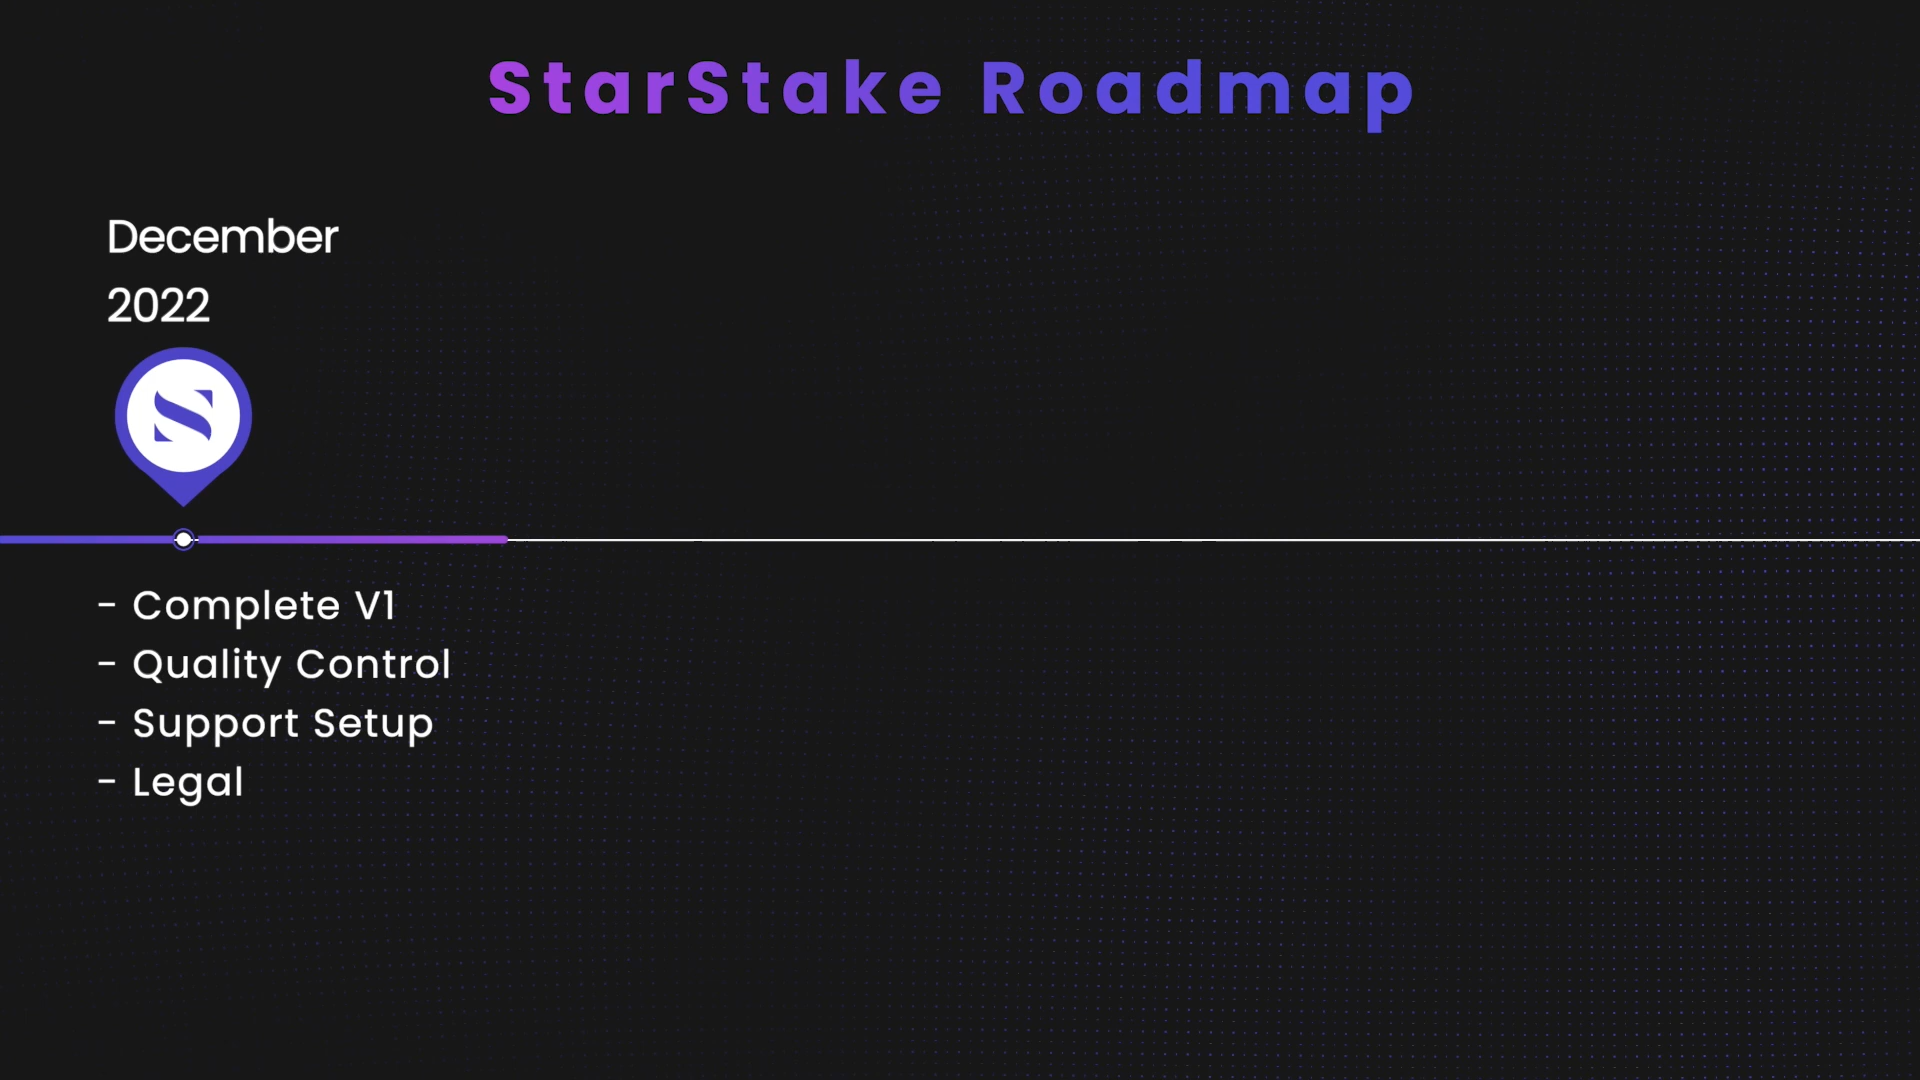 StarStake Roadmap
December
2022
- Complete V1
- Quality Control
- Support Setup
- Legal